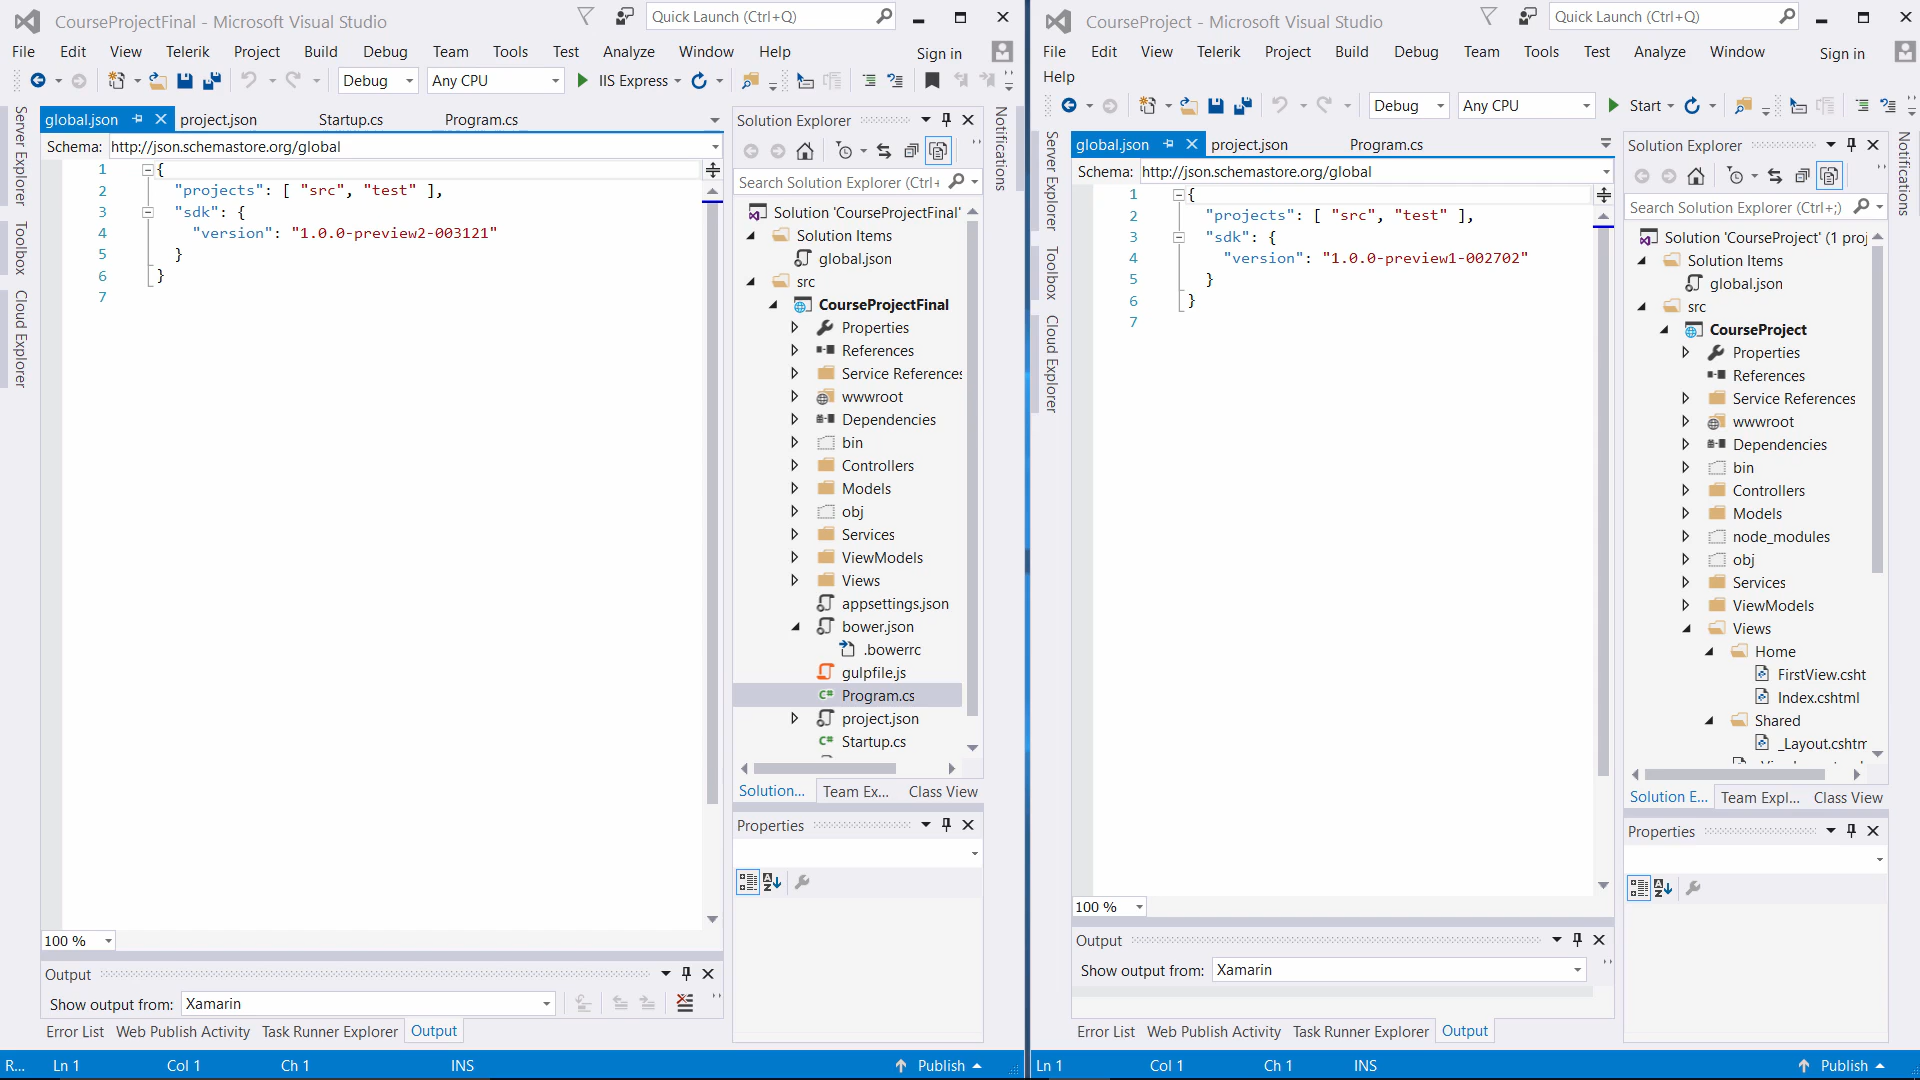 CourseProjectFinal - Microsoft Visual Studio
Quick Launch (Ctrl+Q)
File Edit View Telerik Project Build Debug Team Tools Test Analyze Window Help
Sign in
Debug Any CPU IIS Express
Server Explorer
Toolbox
Cloud Explorer
global.json project.json Startup.cs Program.cs
Schema: http://json.schemastore.org/global
1 {
2 "projects": [ "src", "test" ],
3 "sdk": {
4 "version": "1.0.0-preview2-003121"
5 }
6 }
7
100 %
Output
Show output from: Xamarin
Error List Web Publish Activity Task Runner Explorer Output
Solution Explorer
Search Solution Explorer (Ctrl+
Solution 'CourseProjectFinal'
Solution Items
global.json
src
CourseProjectFinal
Properties
References
Service References
wwwroot
Dependencies
bin
Controllers
Models
obj
Services
ViewModels
Views
appsettings.json
bower.json
.bowerrc
gulpfile.js
C# Program.cs
project.json
C# Startup.cs
Solution... Team Ex... Class View
Properties
Notifications
R... Ln 1 Col 1 Ch 1 INS Publish
CourseProject - Microsoft Visual Studio
Quick Launch (Ctrl+Q)
File Edit View Telerik Project Build Debug Team Tools Test Analyze Window
Sign in
Help
Debug Any CPU Start
Server Explorer
Toolbox
Cloud Explorer
global.json project.json Program.cs
Schema: http://json.schemastore.org/global
1 {
2 "projects": [ "src", "test" ],
3 "sdk": {
4 "version": "1.0.0-preview1-002702"
5 }
6 }
7
100 %
Output
Show output from: Xamarin
Error List Web Publish Activity Task Runner Explorer Output
Solution Explorer
Search Solution Explorer (Ctrl+;)
Solution 'CourseProject' (1 proj
Solution Items
global.json
src
CourseProject
Properties
References
Service References
wwwroot
Dependencies
bin
Controllers
Models
node_modules
obj
Services
ViewModels
Views
Home
FirstView.csht
Index.cshtml
Shared
_Layout.cshtm
Solution E... Team Expl... Class View
Properties
Notifications
Ln 1 Col 1 Ch 1 INS Publish